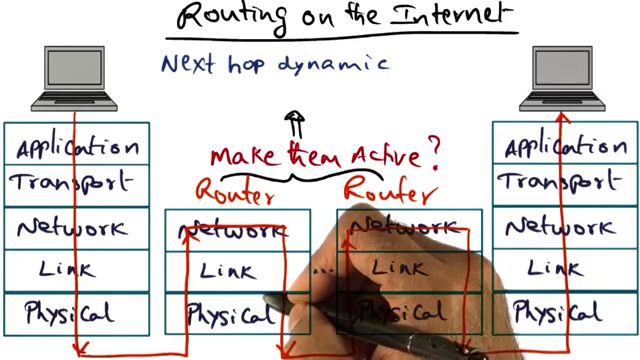 Routing on the Internet
Next hop dynamic
Make them Active?
Router
Router
Application
Transport
Network
Link
Physical
Network
Link
Physical
...
Network
Link
Physical
Application
Transport
Network
Link
Physical